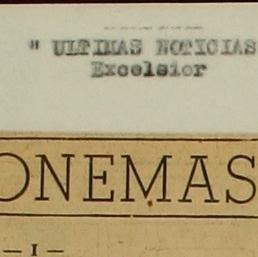 " ULTIMAS NOTICIAS
Excelsior
ONEMAS
— I —